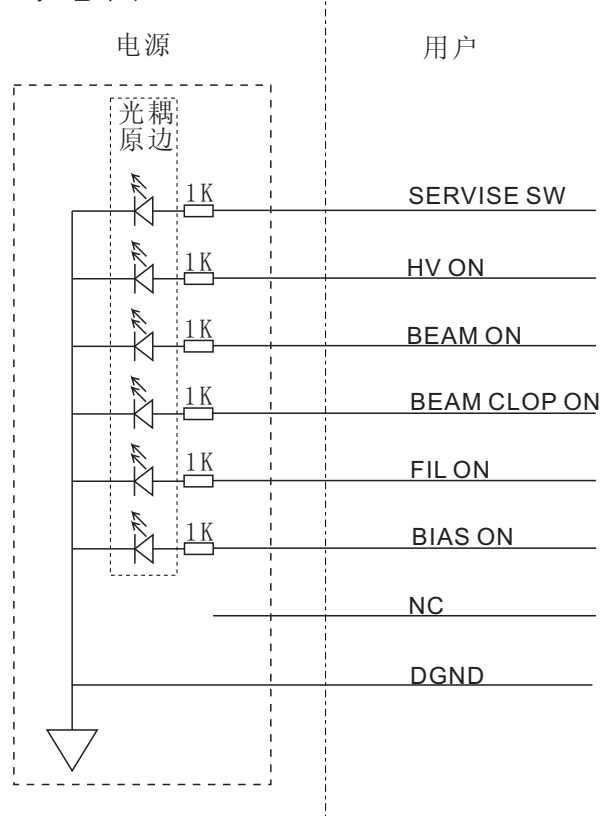 电源
用户
光耦
原边
1K
SERVISE SW
1K
HV ON
1K
BEAM ON
1K
BEAM CLOP ON
1K
FIL ON
1K
BIAS ON
NC
DGND